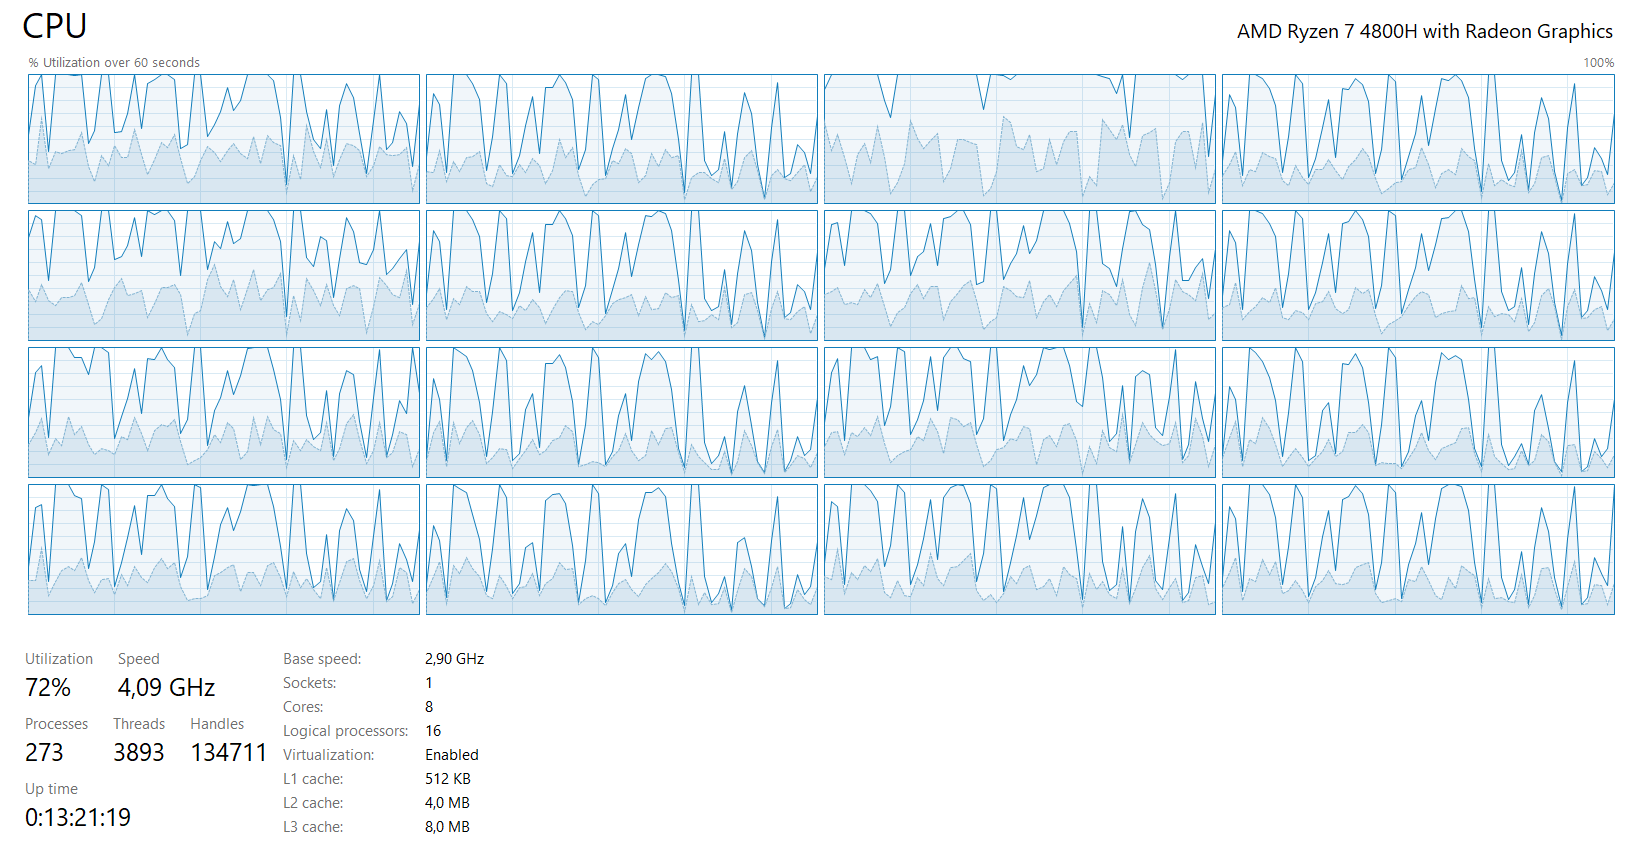 CPU
AMD Ryzen 7 4800H with Radeon Graphics
% Utilization over 60 seconds
100%
Utilization
Speed
72%
4,09 GHz
Processes
Threads
Handles
273
3893
134711
Up time
0:13:21:19
Base speed: 2,90 GHz
Sockets: 1
Cores: 8
Logical processors: 16
Virtualization: Enabled
L1 cache: 512 KB
L2 cache: 4,0 MB
L3 cache: 8,0 MB